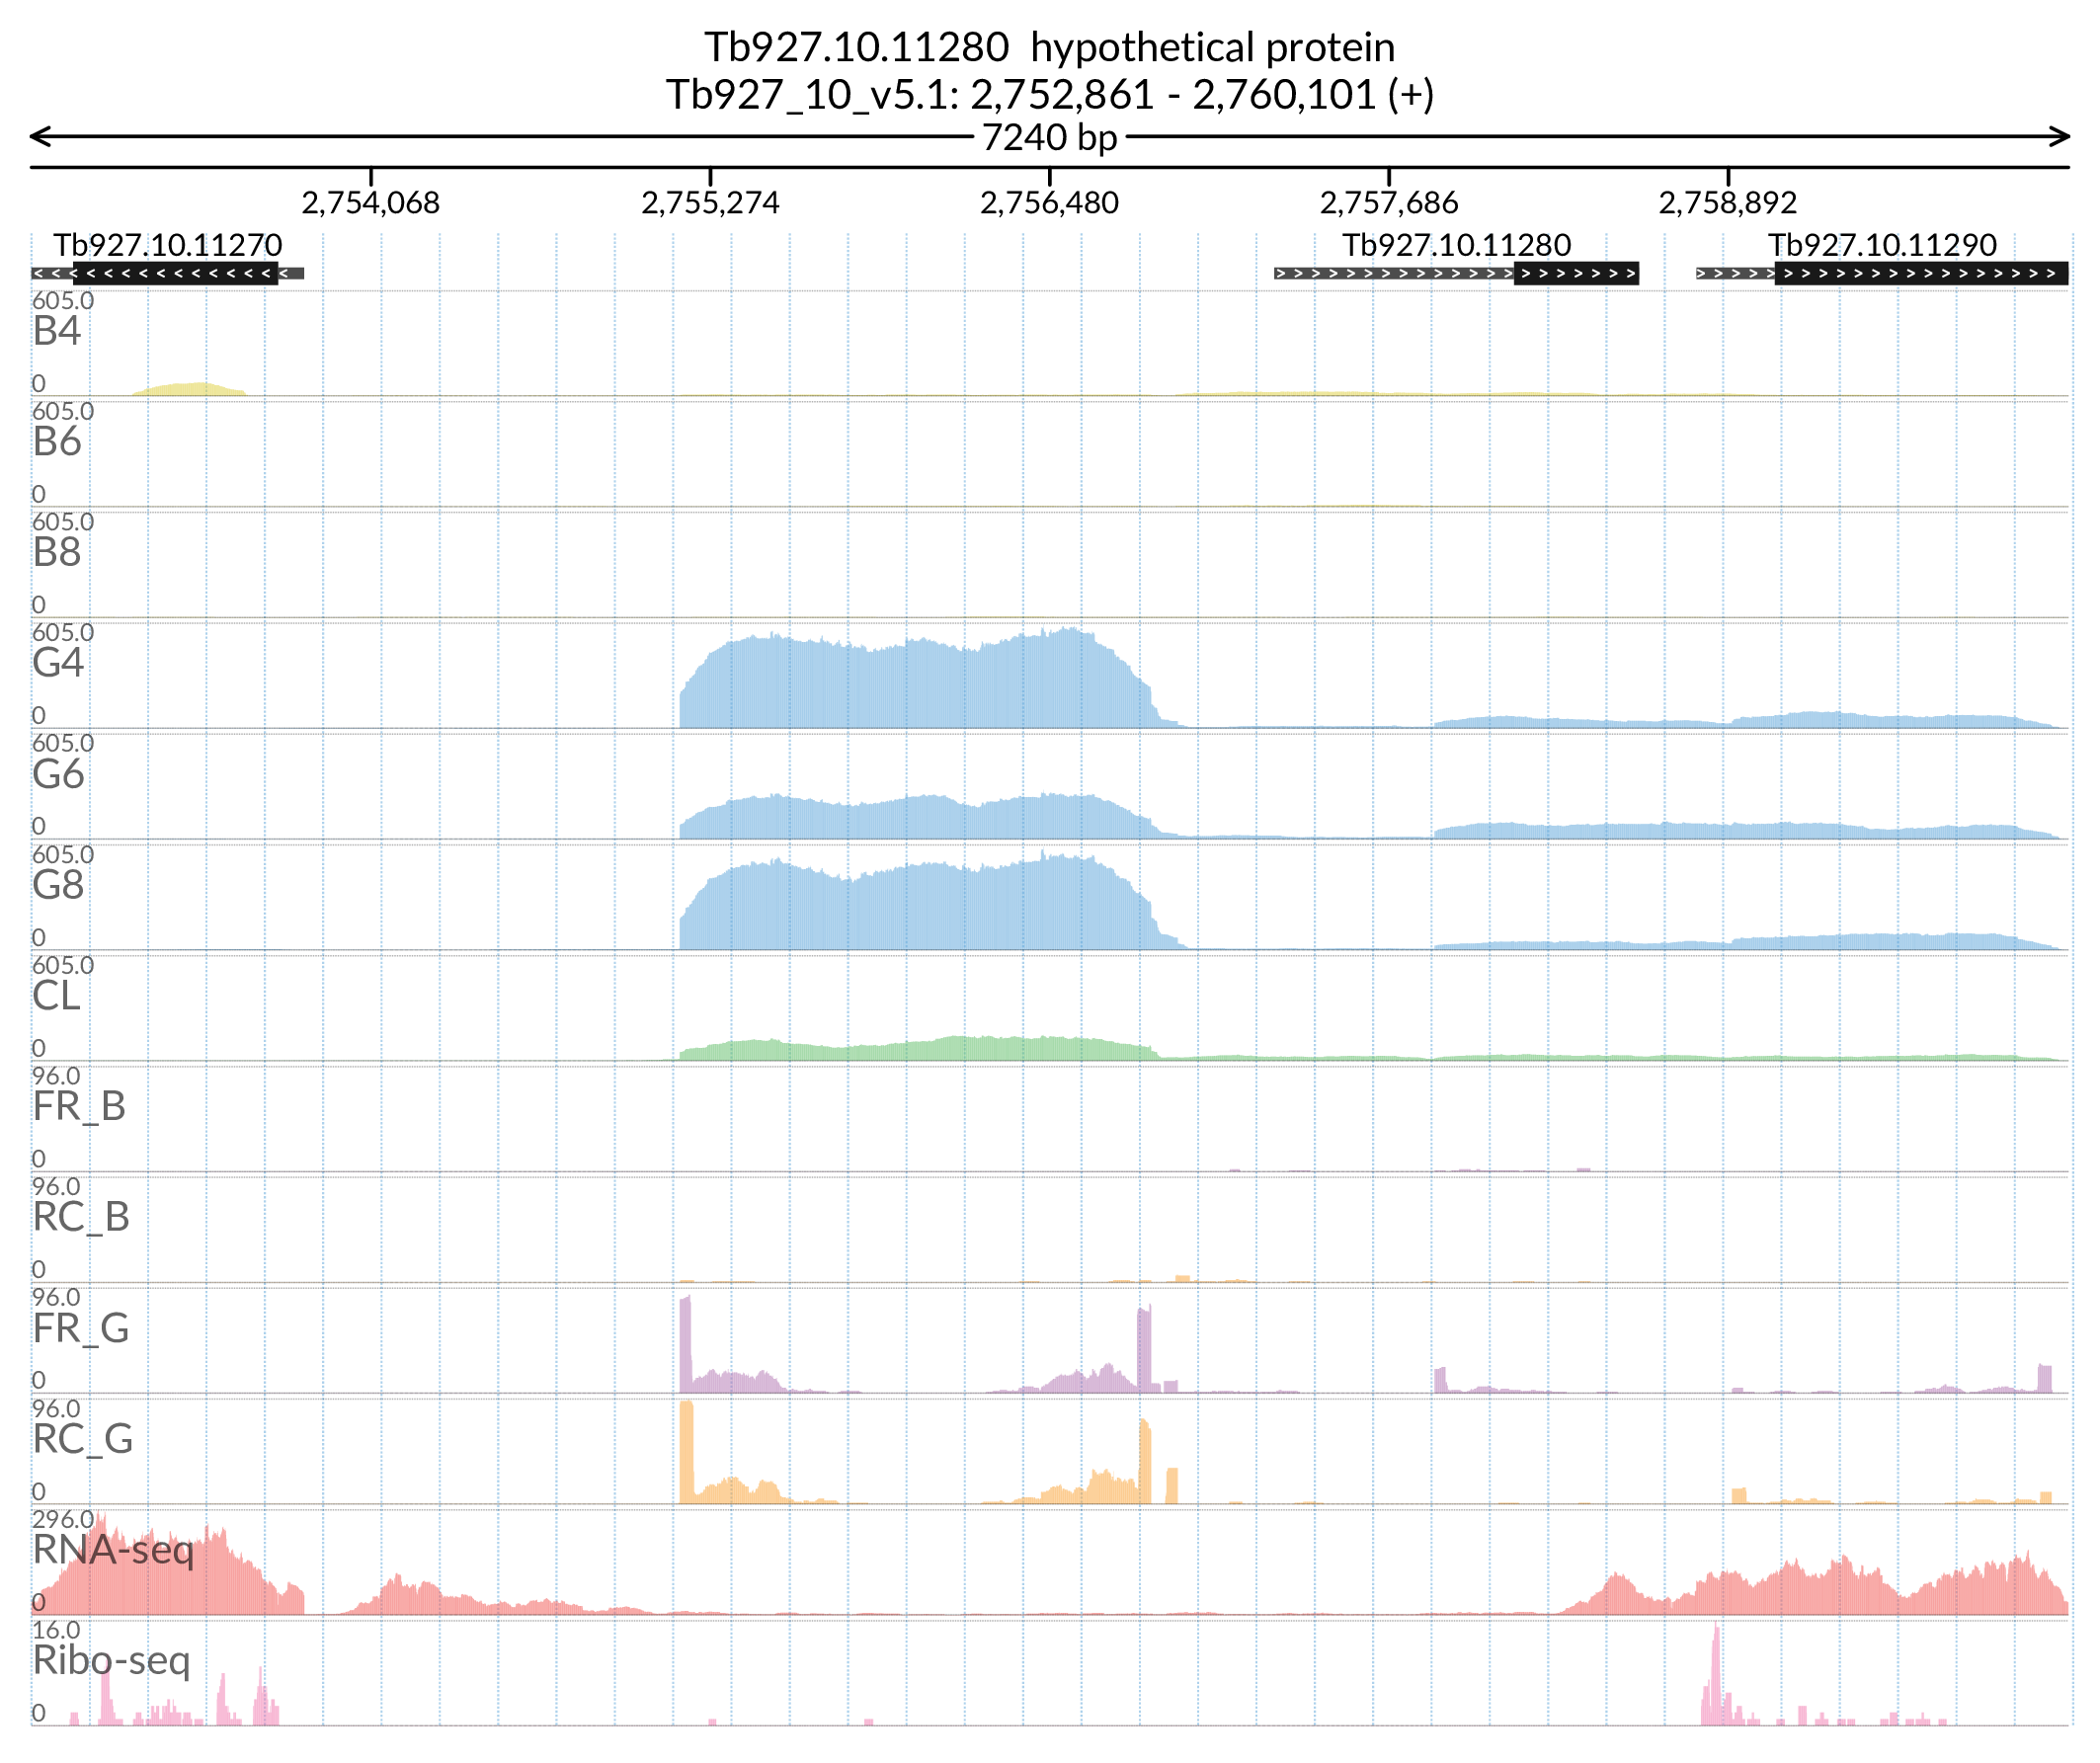 Tb927.10.11280 hypothetical protein
Tb927_10_v5.1: 2,752,861 - 2,760,101 (+)
7240 bp
2,754,068 2,755,274 2,756,480 2,757,686 2,758,892
Tb927.10.11270 Tb927.10.11280 Tb927.10.11290
605.0
B4
0
605.0
B6
0
605.0
B8
0
605.0
G4
0
605.0
G6
0
605.0
G8
0
605.0
CL
0
96.0
FR_B
0
96.0
RC_B
0
96.0
FR_G
0
96.0
RC_G
0
296.0
RNA-seq
0
16.0
Ribo-seq
0